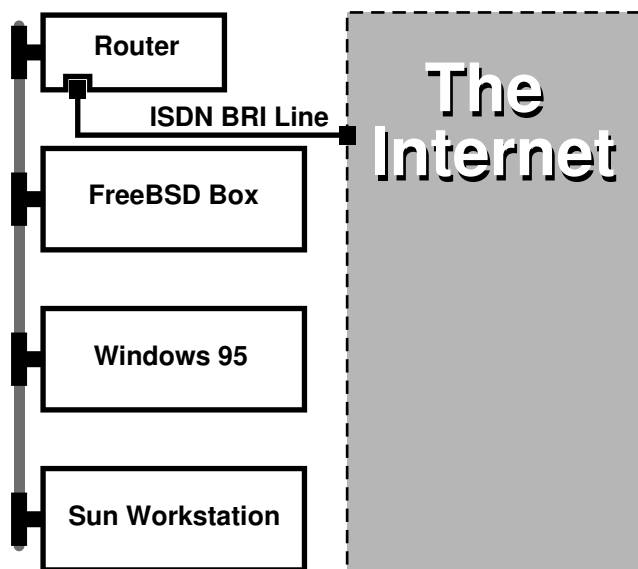 Router
The
Internet
ISDN BRI Line
FreeBSD Box
Windows 95
Sun Workstation